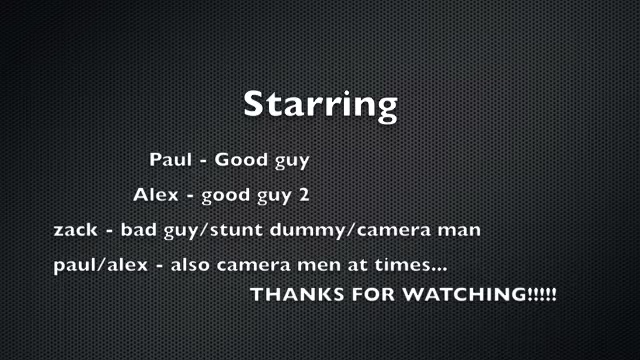 Starring
Paul - Good guy
Alex - good guy 2
zack - bad guy/stunt dummy/camera man
paul/alex - also camera men at times...
THANKS FOR WATCHING!!!!!